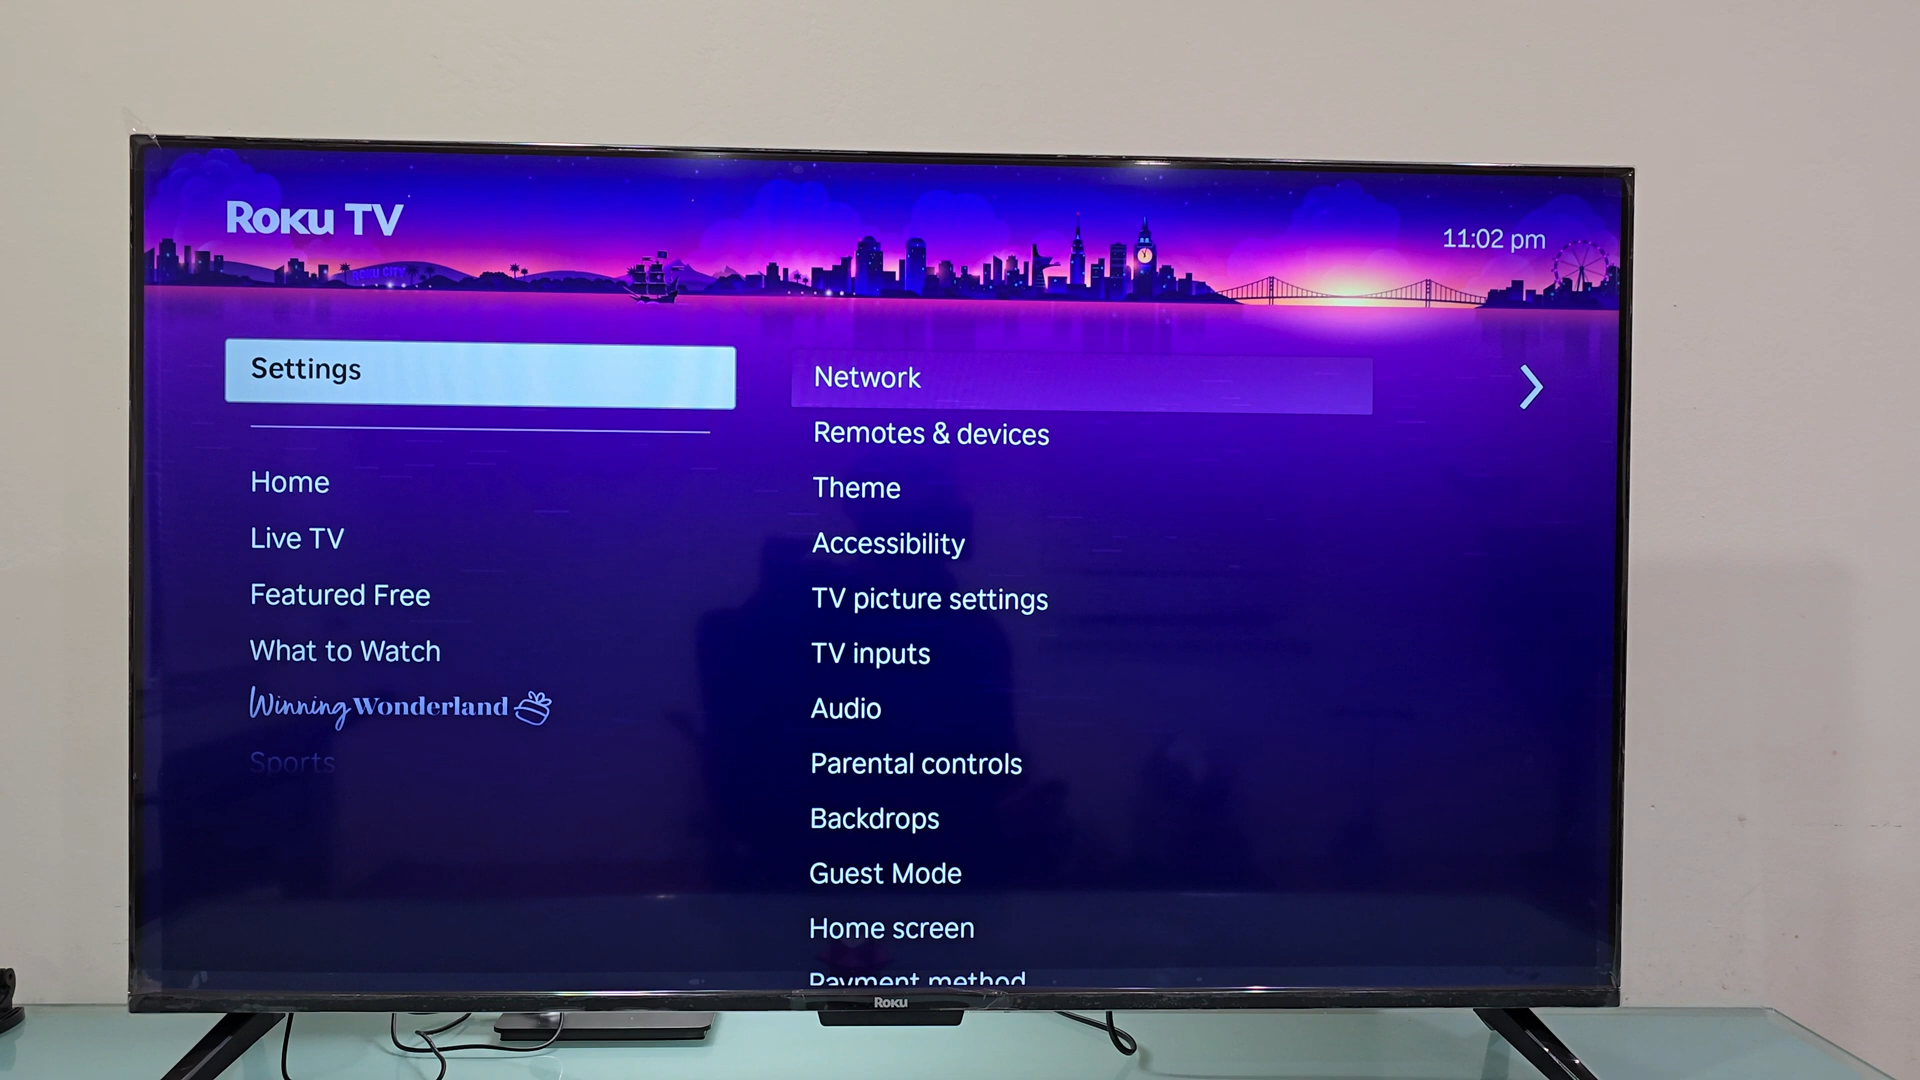 Roku TV
11:02 pm
ROKU CITY
Settings
Home
Live TV
Featured Free
What to Watch
Winning Wonderland
Sports
Network
Remotes & devices
Theme
Accessibility
TV picture settings
TV inputs
Audio
Parental controls
Backdrops
Guest Mode
Home screen
Payment method
Roku